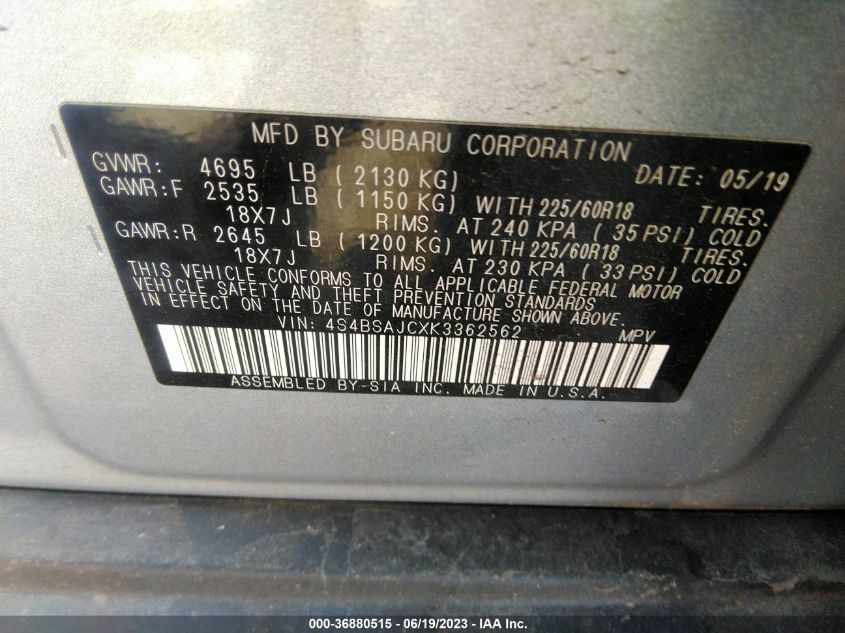 MFD BY SUBARU CORPORATION
GVWR: 4695 LB ( 2130 KG) DATE: 05/19
GAWR:F 2535 LB ( 1150 KG) WITH 225/60R18 TIRES.
18X7J RIMS. AT 240 KPA ( 35 PSI) COLD
GAWR:R 2645 LB ( 1200 KG) WITH 225/60R18 TIRES.
18X7J RIMS. AT 230 KPA ( 33 PSI) COLD
THIS VEHICLE CONFORMS TO ALL APPLICABLE FEDERAL MOTOR
VEHICLE SAFETY AND THEFT PREVENTION STANDARDS
IN EFFECT ON THE DATE OF MANUFACTURE SHOWN ABOVE.
VIN: 4S4BSAJCXK3362562 MPV
ASSEMBLED BY-SIA INC. MADE IN U.S.A.
000-36880515 - 06/19/2023 - IAA Inc.